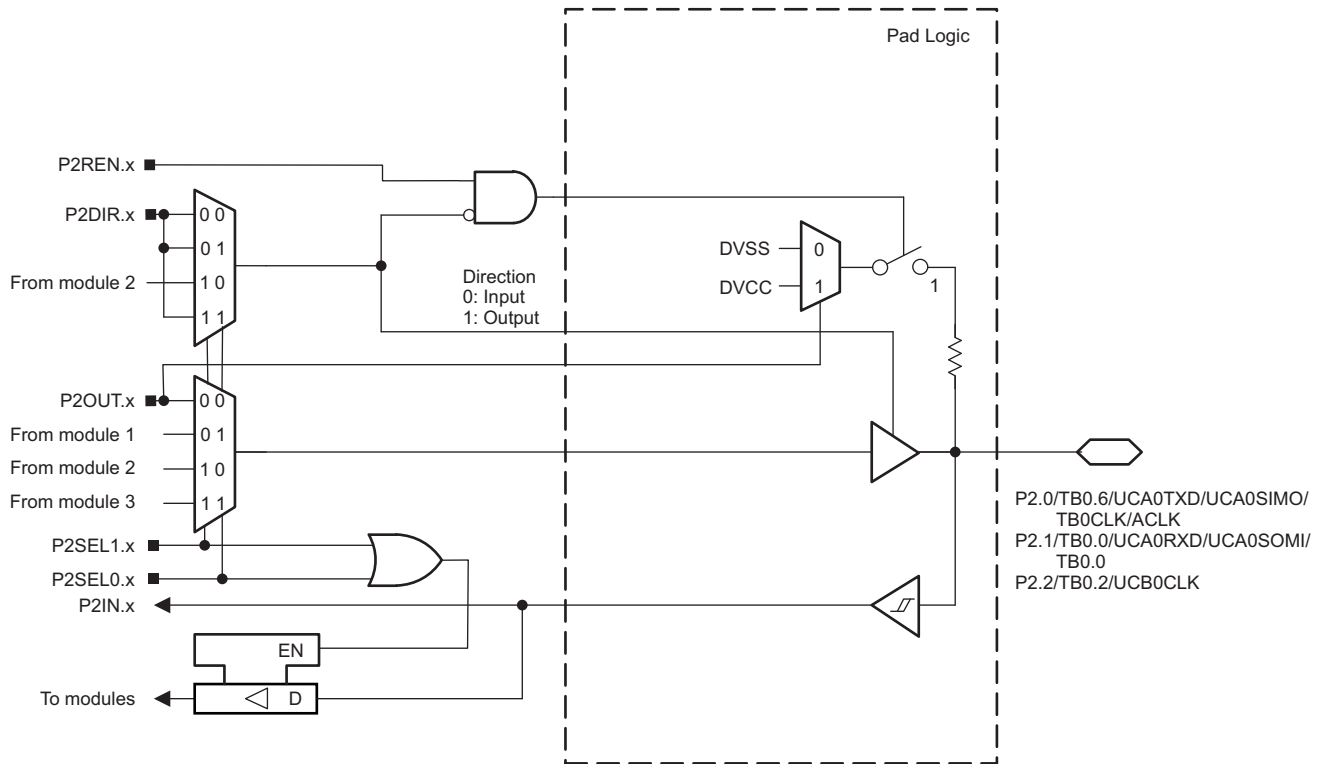 Pad Logic
P2REN.x
P2DIR.x
0 0
0 1
From module 2
1 0
1 1
Direction
0: Input
1: Output
DVSS
0
DVCC
1
1
P2OUT.x
0 0
From module 1
0 1
From module 2
1 0
From module 3
1 1
P2SEL1.x
P2SEL0.x
P2IN.x
EN
To modules
D
P2.0/TB0.6/UCA0TXD/UCA0SIMO/
TB0CLK/ACLK
P2.1/TB0.0/UCA0RXD/UCA0SOMI/
TB0.0
P2.2/TB0.2/UCB0CLK